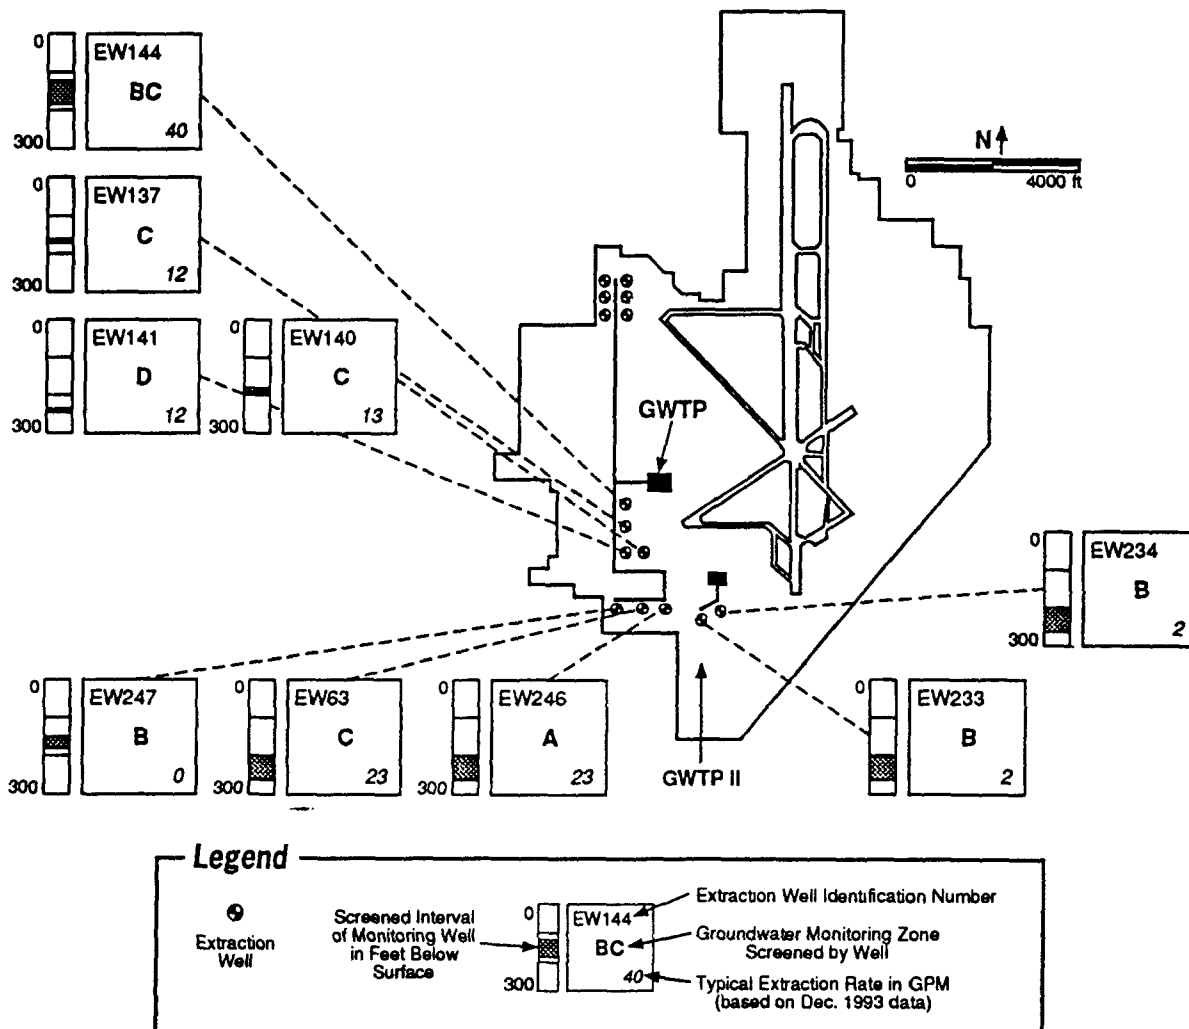 0
EW144
BC
40
300
0
EW137
C
12
300
0
EW141
D
12
300
0
EW140
C
13
300
N
0 4000 ft
GWTP
0
EW234
B
2
300
0
EW247
B
0
300
0
EW63
C
23
300
0
EW246
A
23
300
GWTP II
0
EW233
B
2
300
Legend
Extraction
Well
Screened Interval
of Monitoring Well
in Feet Below
Surface
0
300
EW144
BC
40
Extraction Well Identification Number
Groundwater Monitoring Zone
Screened by Well
Typical Extraction Rate in GPM
(based on Dec. 1993 data)